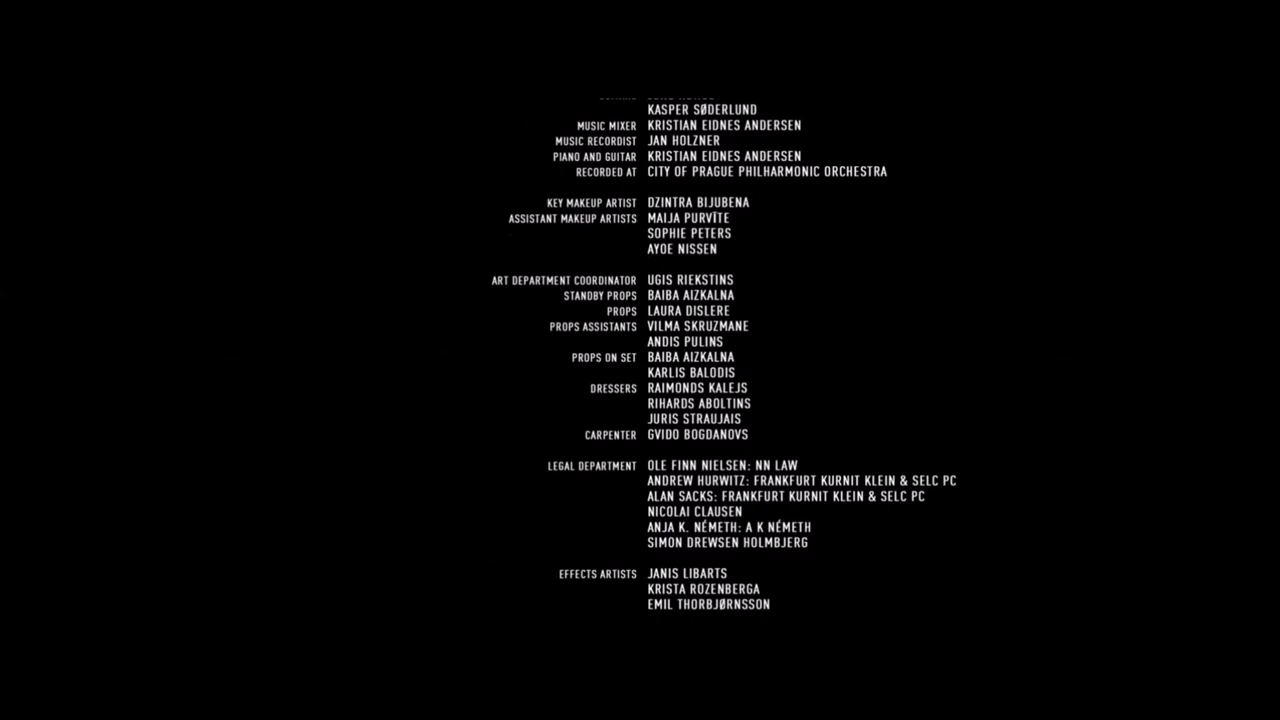 KASPER SØDERLUND
MUSIC MIXER KRISTIAN EIDNES ANDERSEN
MUSIC RECORDIST JAN HOLZNER
PIANO AND GUITAR KRISTIAN EIDNES ANDERSEN
RECORDED AT CITY OF PRAGUE PHILHARMONIC ORCHESTRA
KEY MAKEUP ARTIST DZINTRA BIJUBENA
ASSISTANT MAKEUP ARTISTS MAIJA PURVĪTE
SOPHIE PETERS
AYOE NISSEN
ART DEPARTMENT COORDINATOR UGIS RIEKSTINS
STANDBY PROPS BAIBA AIZKALNA
PROPS LAURA DISLERE
PROPS ASSISTANTS VILMA SKRUZMANE
ANDIS PULINS
PROPS ON SET BAIBA AIZKALNA
KARLIS BALODIS
DRESSERS RAIMONDS KALEJS
RIHARDS ABOLTINS
JURIS STRAUJAIS
CARPENTER GVIDO BOGDANOVS
LEGAL DEPARTMENT OLE FINN NIELSEN: NN LAW
ANDREW HURWITZ: FRANKFURT KURNIT KLEIN & SELC PC
ALAN SACKS: FRANKFURT KURNIT KLEIN & SELC PC
NICOLAI CLAUSEN
ANJA K. NÉMETH: A K NÉMETH
SIMON DREWSEN HOLMBJERG
EFFECTS ARTISTS JANIS LIBARTS
KRISTA ROZENBERGA
EMIL THORBJØRNSSON